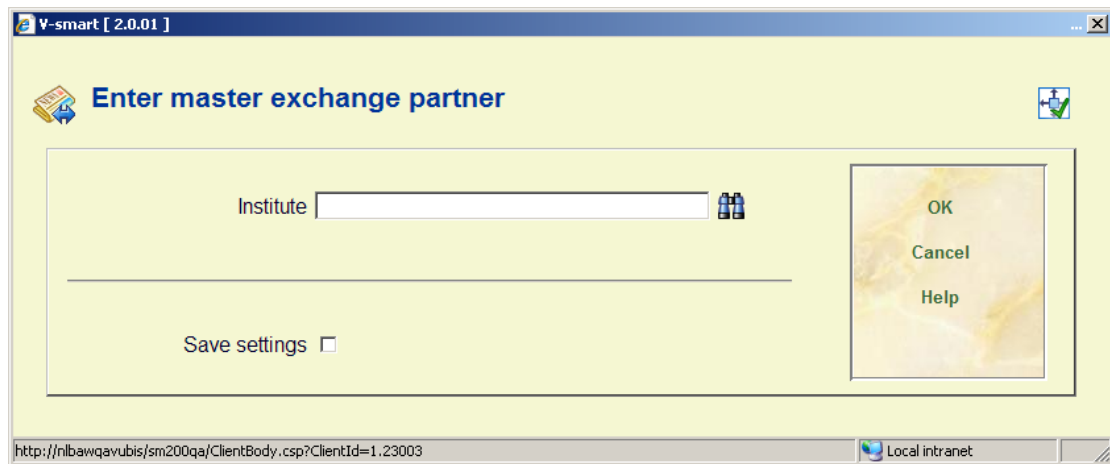 V-smart [ 2.0.01 ]
...
Enter master exchange partner
Institute
OK
Cancel
Help
Save settings
http://nlbawqavubis/sm200qa/ClientBody.csp?ClientId=1.23003
Local intranet